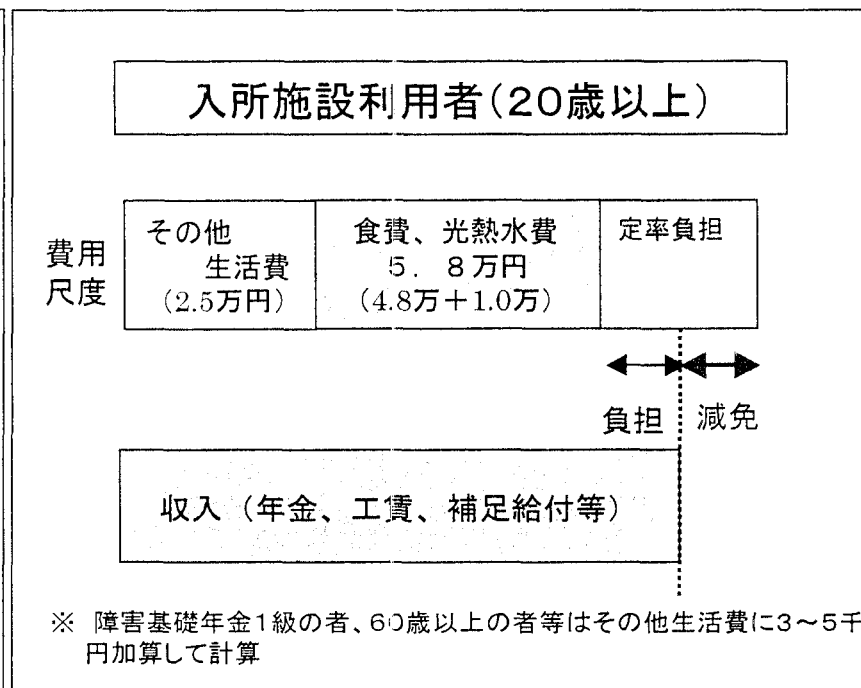 入所施設利用者(20歳以上)
費用
尺度
その他
生活費
(2.5万円)
食費、光熱水費
5.8万円
(4.8万+1.0万)
定率負担
負担
減免
収入(年金、工賃、補足給付等)
※ 障害基礎年金1級の者、60歳以上の者等はその他生活費に3~5千
円加算して計算